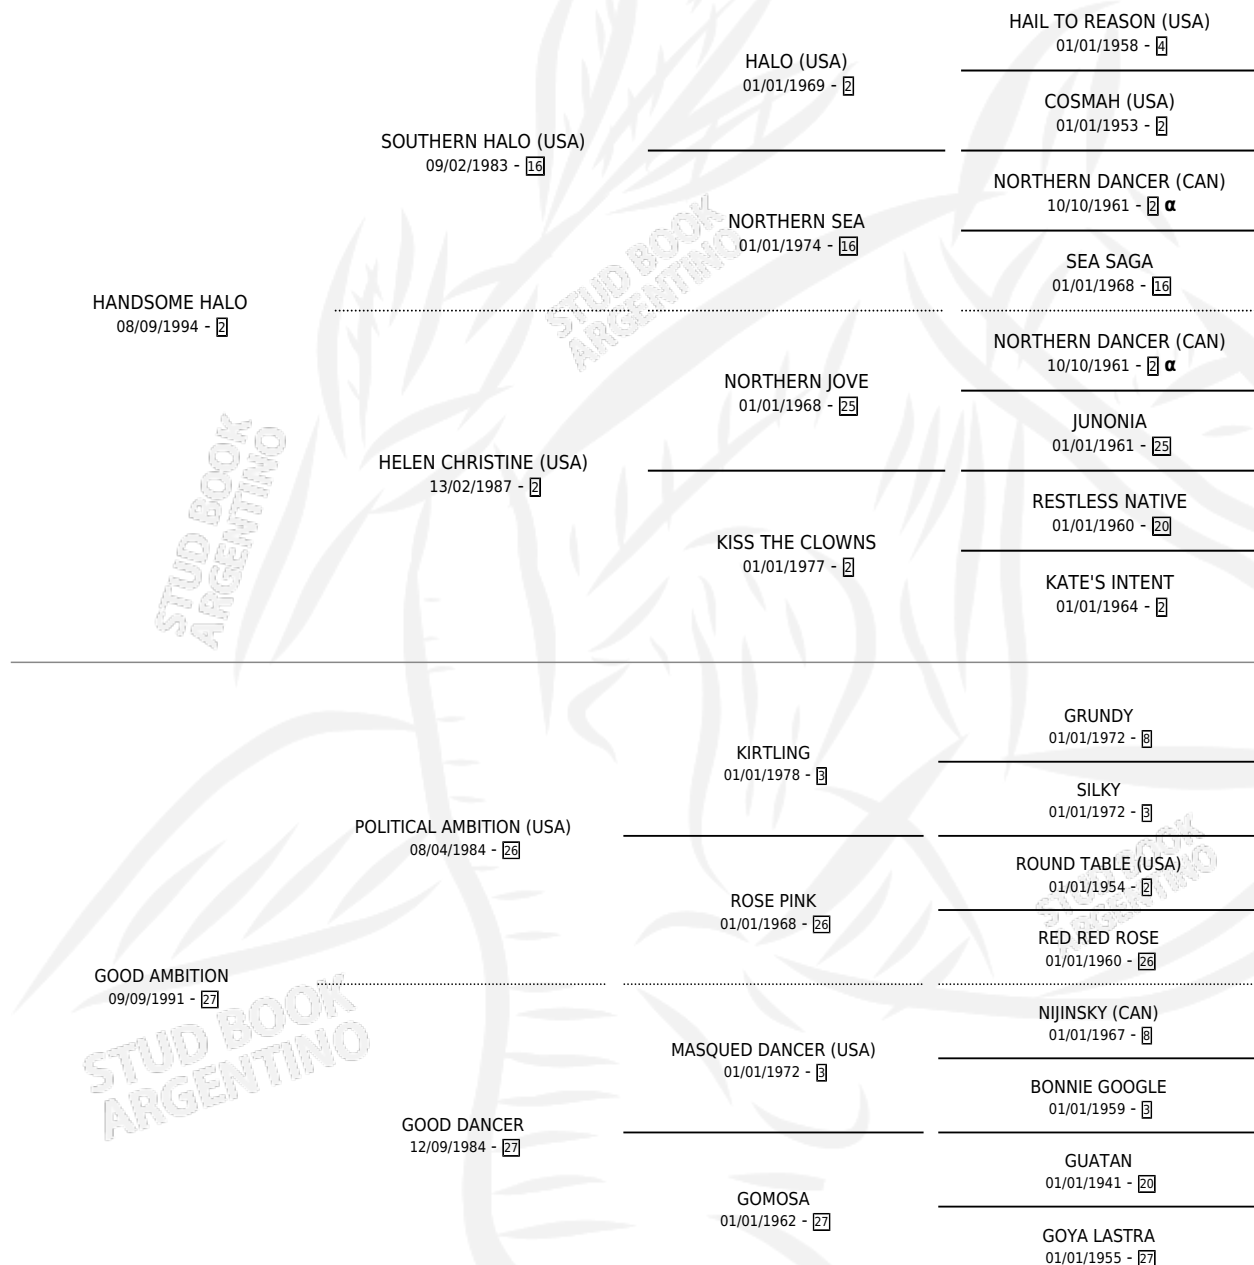 HAIL TO REASON (USA)
01/01/1958 - 4
HALO (USA)
01/01/1969 - 2
COSMAH (USA)
01/01/1953 - 2
SOUTHERN HALO (USA)
09/02/1983 - 16
NORTHERN DANCER (CAN)
10/10/1961 - 2 α
NORTHERN SEA
01/01/1974 - 16
SEA SAGA
01/01/1968 - 16
HANDSOME HALO
08/09/1994 - 2
NORTHERN DANCER (CAN)
10/10/1961 - 2 α
NORTHERN JOVE
01/01/1968 - 25
JUNONIA
01/01/1961 - 25
HELEN CHRISTINE (USA)
13/02/1987 - 2
RESTLESS NATIVE
01/01/1960 - 20
KISS THE CLOWNS
01/01/1977 - 2
KATE'S INTENT
01/01/1964 - 2
GRUNDY
01/01/1972 - 8
KIRTLING
01/01/1978 - 3
SILKY
01/01/1972 - 3
POLITICAL AMBITION (USA)
08/04/1984 - 26
ROUND TABLE (USA)
01/01/1954 - 2
ROSE PINK
01/01/1968 - 26
RED RED ROSE
01/01/1960 - 26
GOOD AMBITION
09/09/1991 - 27
NIJINSKY (CAN)
01/01/1967 - 8
MASQUED DANCER (USA)
01/01/1972 - 3
BONNIE GOOGLE
01/01/1959 - 3
GOOD DANCER
12/09/1984 - 27
GUATAN
01/01/1941 - 20
GOMOSA
01/01/1962 - 27
GOYA LASTRA
01/01/1955 - 27
STUD BOOK
ARGENTINO
STUD BOOK
ARGENTINO
STUD BOOK
ARGENTINO
STUD BOOK
ARGENTINO